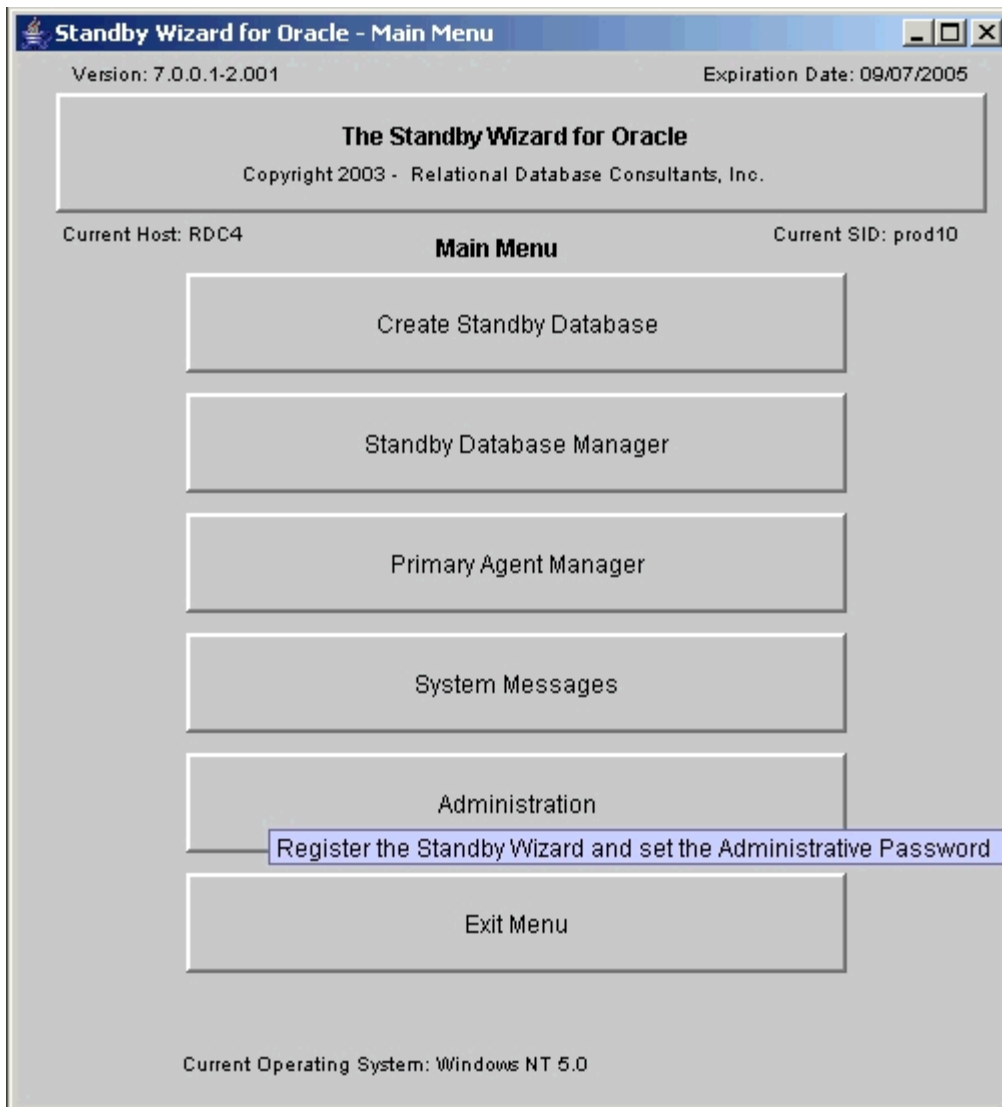 Standby Wizard for Oracle - Main Menu
Version: 7.0.0.1-2.001 Expiration Date: 09/07/2005
The Standby Wizard for Oracle
Copyright 2003 - Relational Database Consultants, Inc.
Current Host: RDC4 Current SID: prod10
Main Menu
Create Standby Database
Standby Database Manager
Primary Agent Manager
System Messages
Administration
Register the Standby Wizard and set the Administrative Password
Exit Menu
Current Operating System: Windows NT 5.0